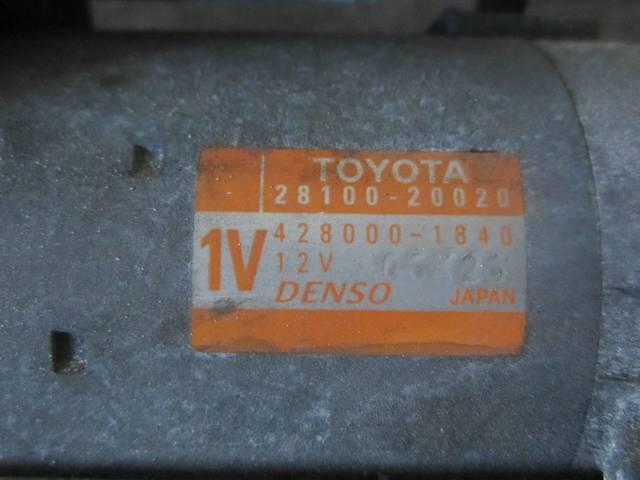 TOYOTA
28100-20020
1V
428000-1840
12V
DENSO JAPAN